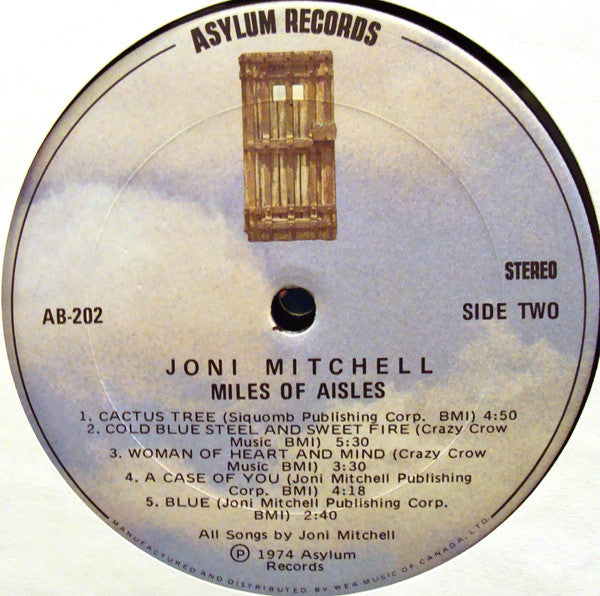 ASYLUM RECORDS
STEREO
AB-202
SIDE TWO
JONI MITCHELL
MILES OF AISLES
1. CACTUS TREE (Siquomb Publishing Corp. BMI) 4:50
2. COLD BLUE STEEL AND SWEET FIRE (Crazy Crow
Music BMI) 5:30
3. WOMAN OF HEART AND MIND (Crazy Crow
Music BMI) 3:30
4. A CASE OF YOU (Joni Mitchell Publishing
Corp. BMI) 4:18
5. BLUE (Joni Mitchell Publishing Corp.
BMI) 2:40
All Songs by Joni Mitchell
Ⓟ 1974 Asylum
Records
MANUFACTURED AND DISTRIBUTED BY WEA MUSIC OF CANADA, LTD.